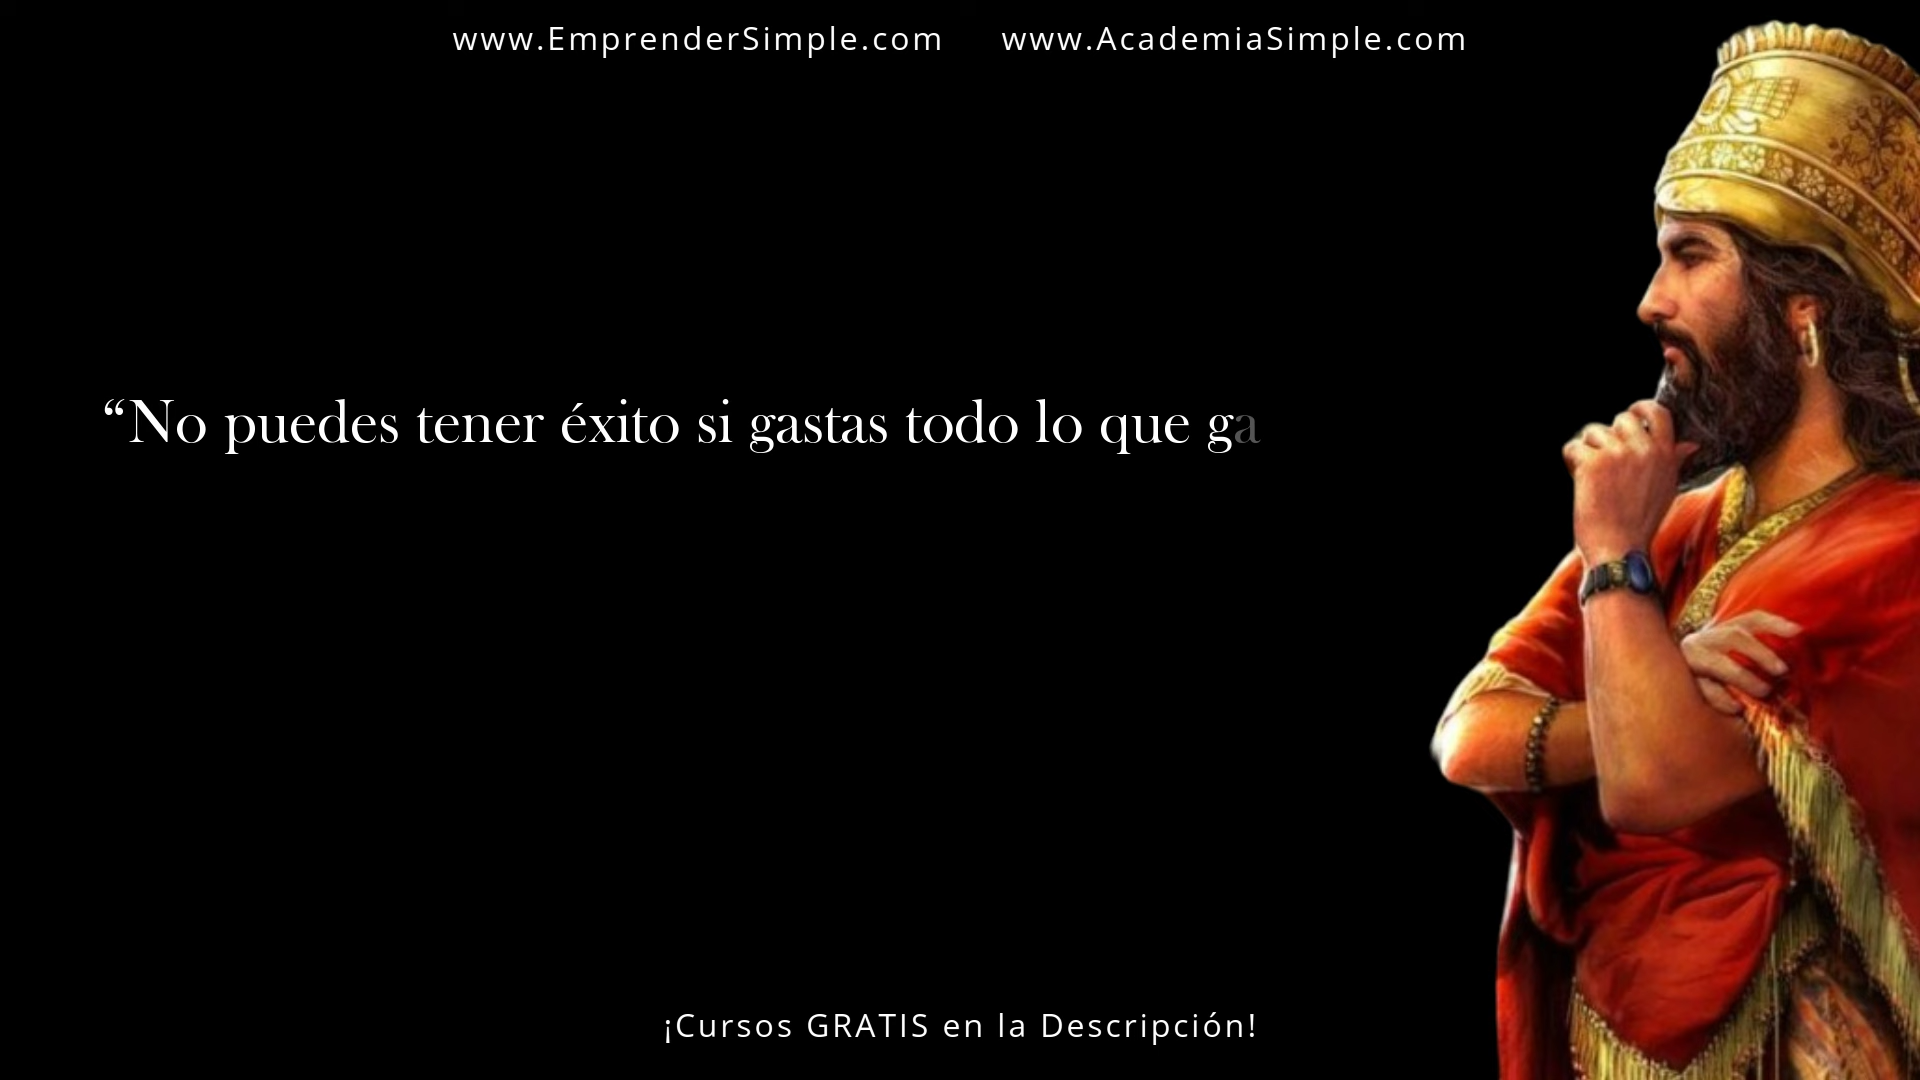 www.EmprenderSimple.com www.AcademiaSimple.com
“No puedes tener éxito si gastas todo lo que ga
¡Cursos GRATIS en la Descripción!